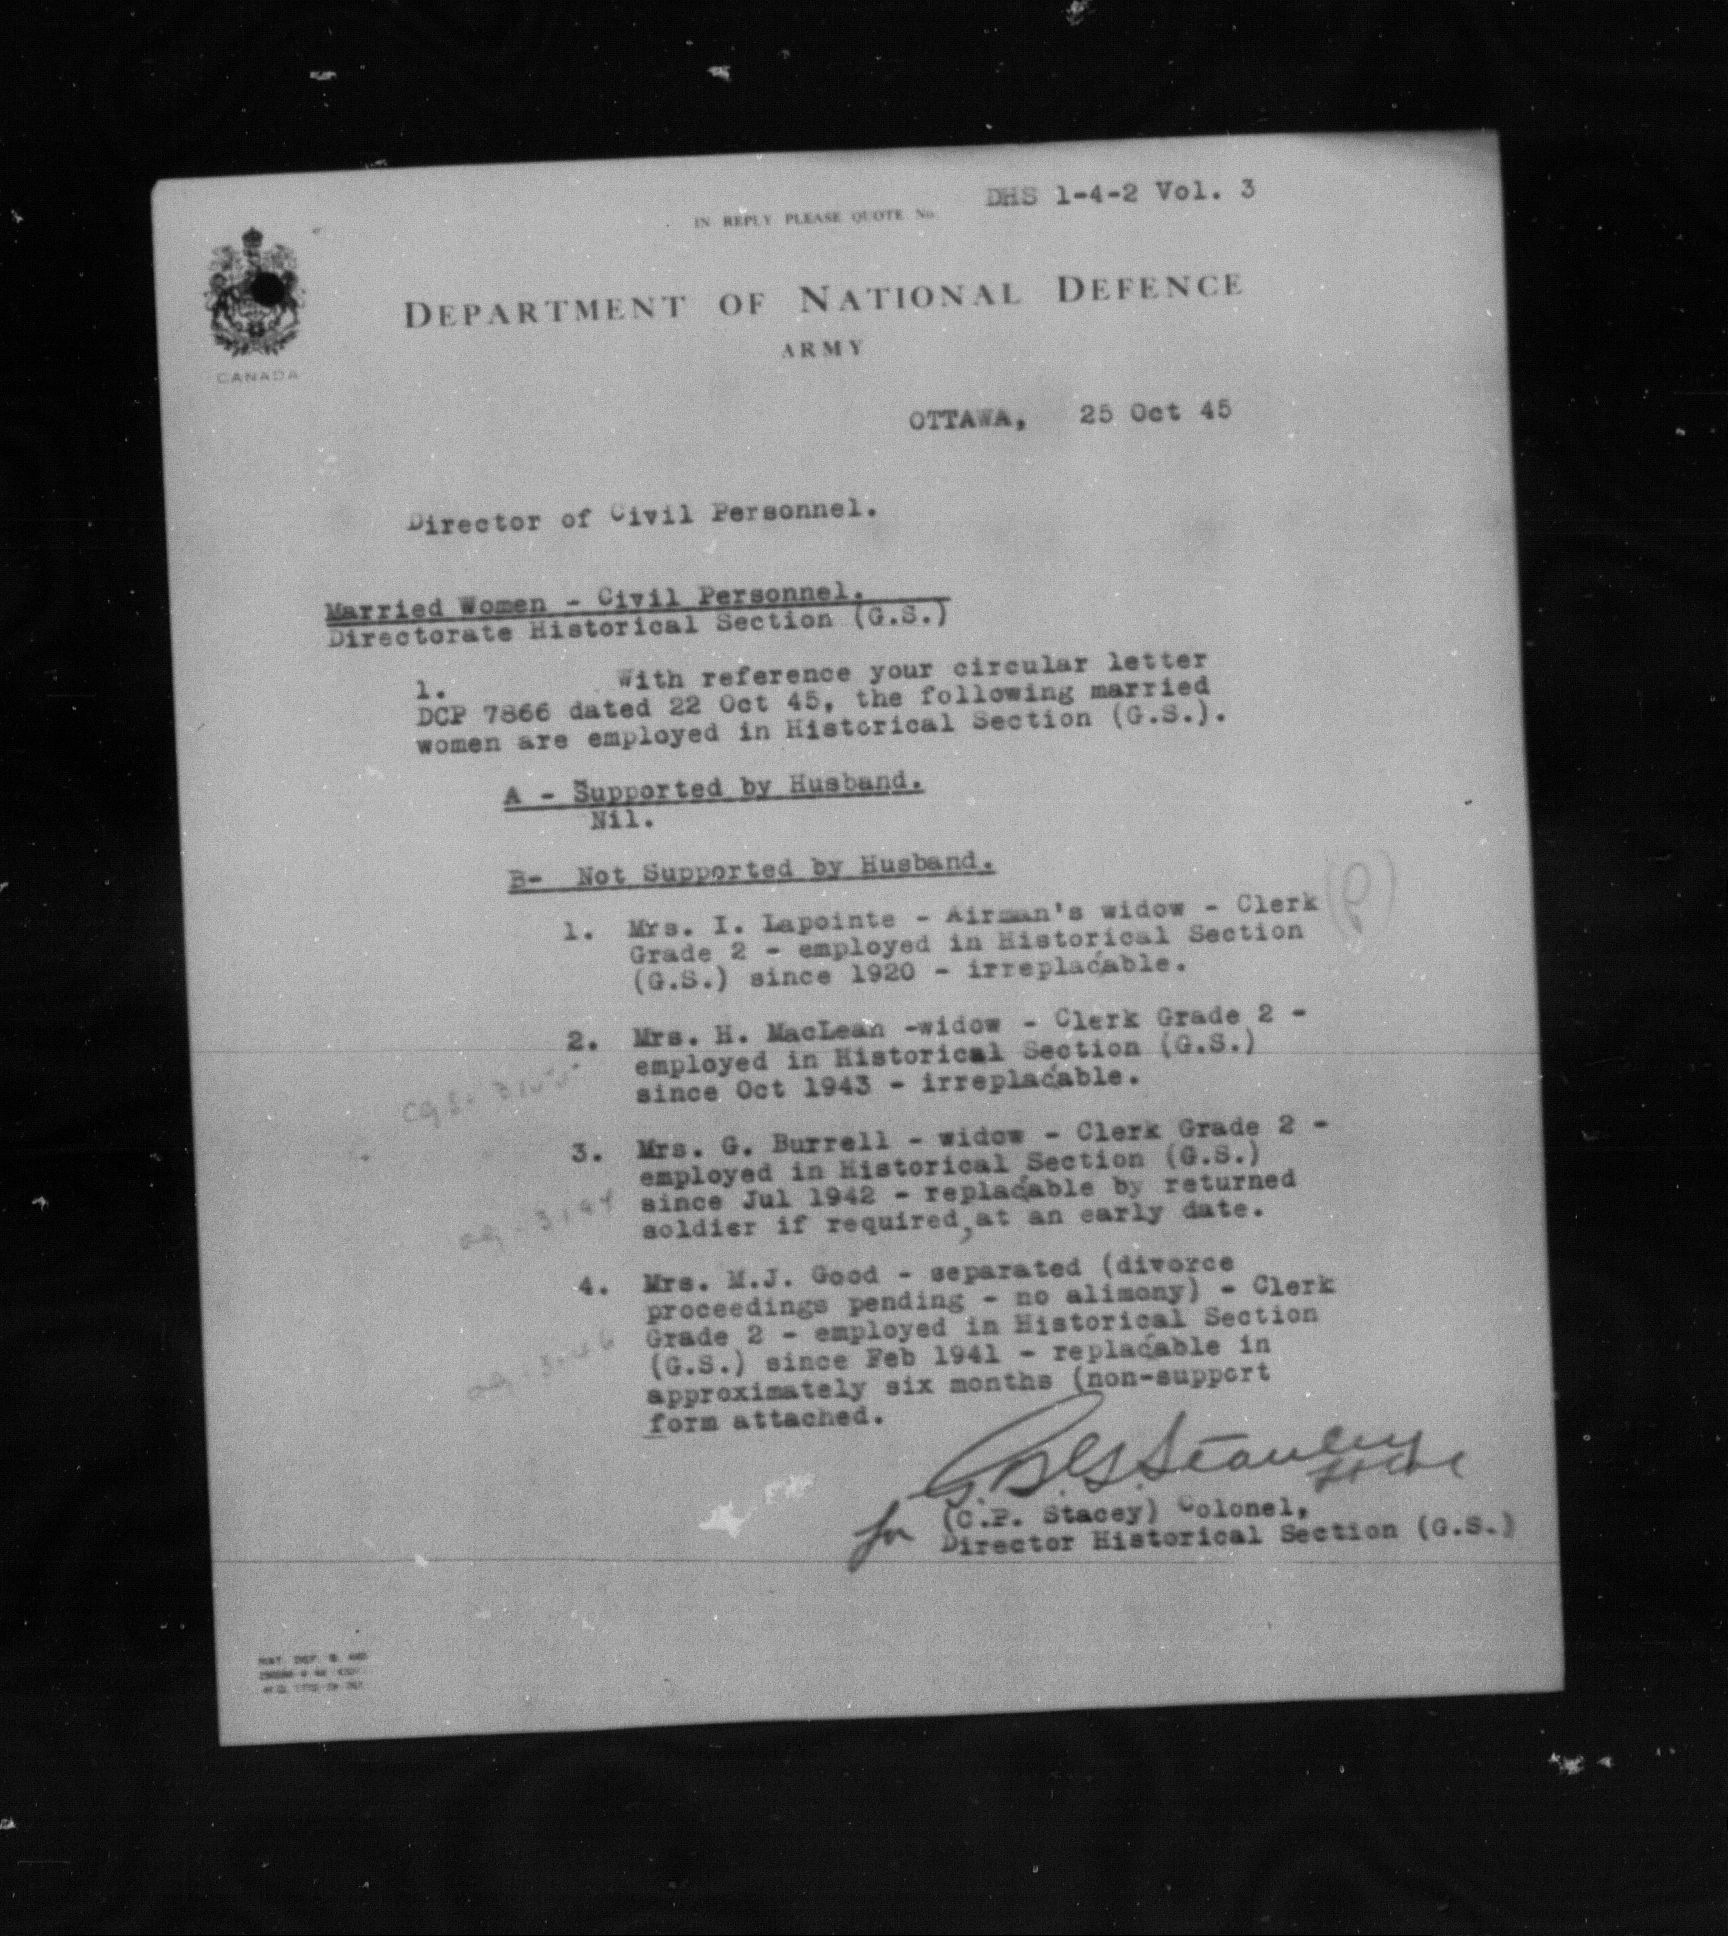 DHS 1-4-2 Vol. 3
IN REPLY PLEASE QUOTE No.
DEPARTMENT OF NATIONAL DEFENCE
ARMY
CANADA
OTTAWA, 25 Oct 45
Director of Civil Personnel.
Married Women - Civil Personnel.
Directorate Historical Section (G.S.)
1. With reference your circular letter
DCP 7866 dated 22 Oct 45, the following married
women are employed in Historical Section (G.S.).
A - Supported by Husband.
Nil.
B- Not Supported by Husband.
1. Mrs. I. Lapointe - Airman's widow - Clerk (P)
Grade 2 - employed in Historical Section
(G.S.) since 1920 - irreplacable.
2. Mrs. H. MacLean -widow - Clerk Grade 2 -
employed in Historical Section (G.S.)
since Oct 1943 - irreplacable.
3. Mrs. G. Burrell - widow - Clerk Grade 2 -
employed in Historical Section (G.S.)
since Jul 1942 - replacable by returned
soldier if required, at an early date.
4. Mrs. M.J. Good - separated (divorce
proceedings pending - no alimony) - Clerk
Grade 2 - employed in Historical Section
(G.S.) since Feb 1941 - replacable in
approximately six months (non-support
form attached.
G.F.G. Stanley
for (C.P. Stacey) Colonel,
Director Historical Section (G.S.)